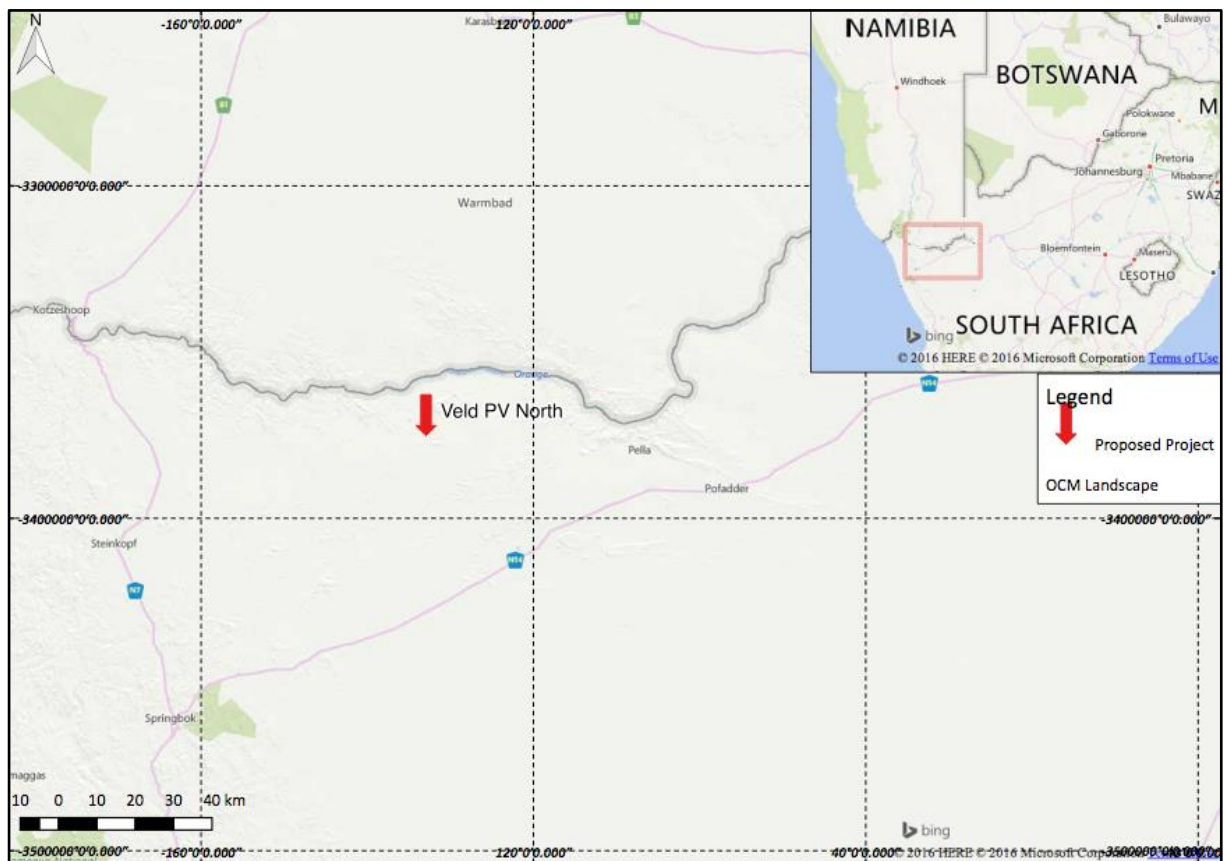 N
-160°0'0.000"
Karasburg
120°0'0.000"
B3
B1
-3300000°0'0.000"
Warmbad
Kotzeshoop
Orange
Veld PV North
Pella
Pofadder
N14
-3400000°0'0.000"
-3400000°0'0.000"
Steinkopf
N7
N14
Springbok
maggas
10 0 10 20 30 40 km
-3500000°0'0.000"
-160°0'0.000"
120°0'0.000"
40°0'0.000"
bing
© 2016 HERE © 2016 Microsoft Corporation
NAMIBIA
Windhoek
BOTSWANA
Bulawayo
Polokwane
M
Gaborone
Pretoria
Johannesburg
Mbabane
SWAZ
Bloemfontein
Maseru
LESOTHO
SOUTH AFRICA
bing
© 2016 HERE © 2016 Microsoft Corporation Terms of Use
Legend
Proposed Project
OCM Landscape